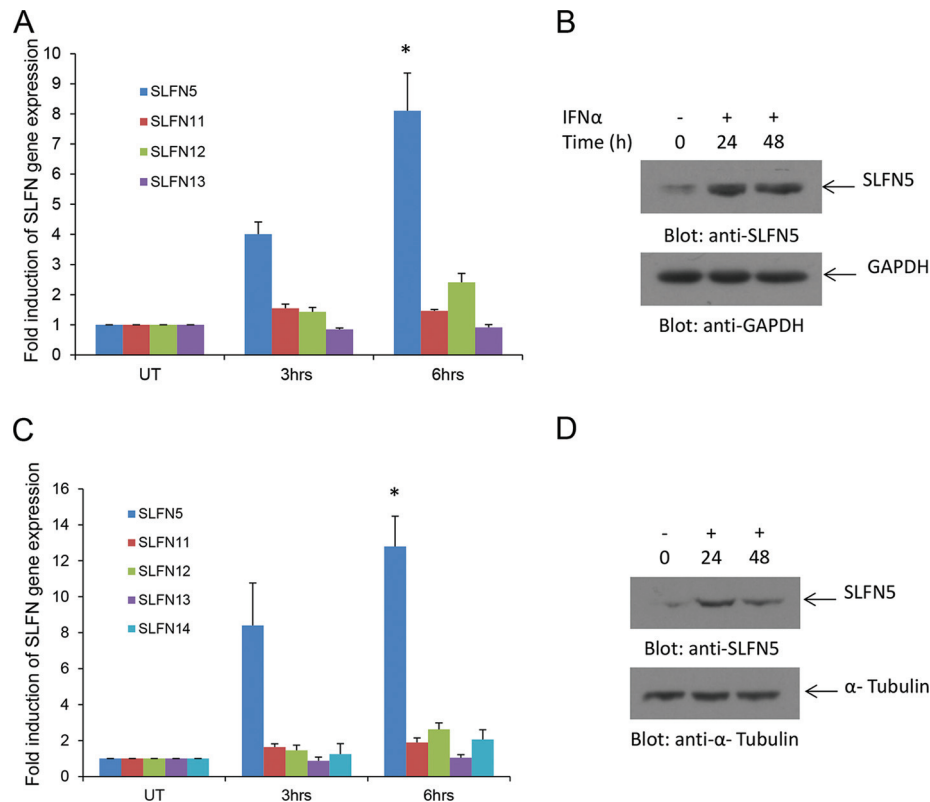 A
Fold induction of SLFN gene expression
10
9
8
7
6
5
4
3
2
1
0
*
SLFN5
SLFN11
SLFN12
SLFN13
UT
3hrs
6hrs
B
IFNα
- + +
Time (h)
0 24 48
SLFN5
Blot: anti-SLFN5
GAPDH
Blot: anti-GAPDH
C
Fold induction of SLFN gene expression
16
14
12
10
8
6
4
2
0
*
SLFN5
SLFN11
SLFN12
SLFN13
SLFN14
UT
3hrs
6hrs
D
- + +
0 24 48
SLFN5
Blot: anti-SLFN5
α- Tubulin
Blot: anti-α- Tubulin